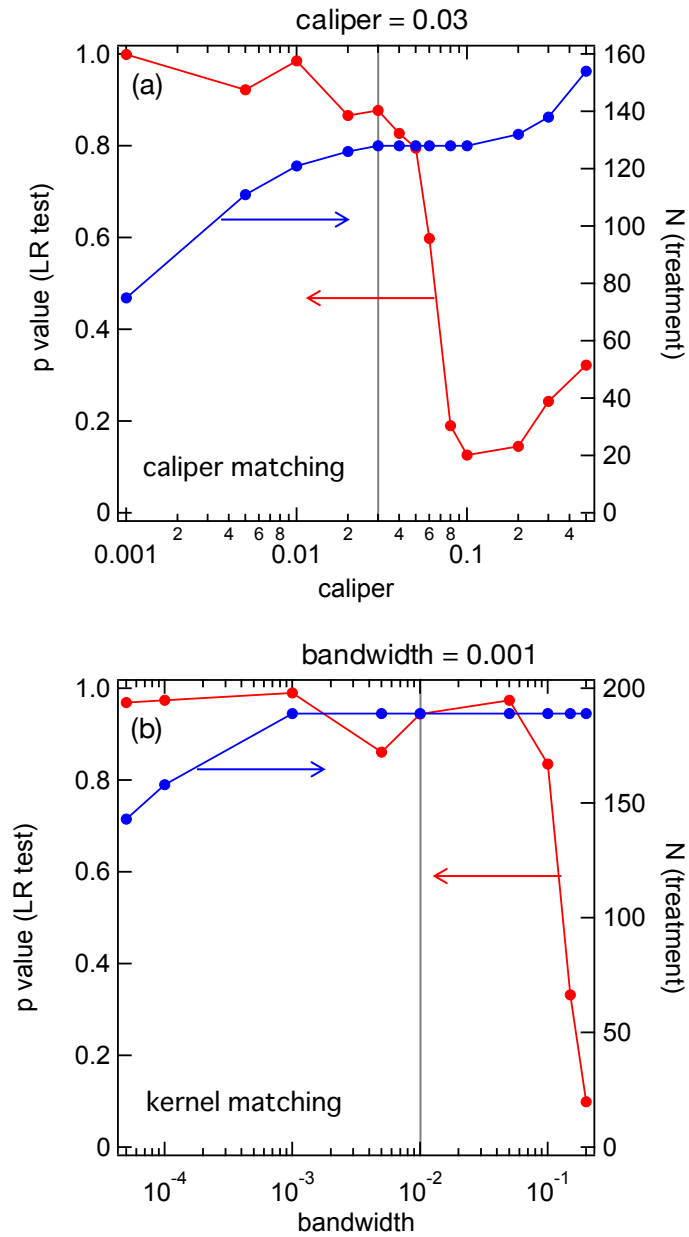 caliper = 0.03
(a)
1.0
0.8
0.6
0.4
0.2
0
p value (LR test)
160
140
120
100
80
60
40
20
0
N (treatment)
caliper matching
2 4 6 8 2 4 6 8 2 4
0.001 0.01 0.1
caliper
bandwidth = 0.001
(b)
1.0
0.8
0.6
0.4
0.2
0
p value (LR test)
200
150
100
50
0
N (treatment)
kernel matching
10⁻⁴ 10⁻³ 10⁻² 10⁻¹
bandwidth